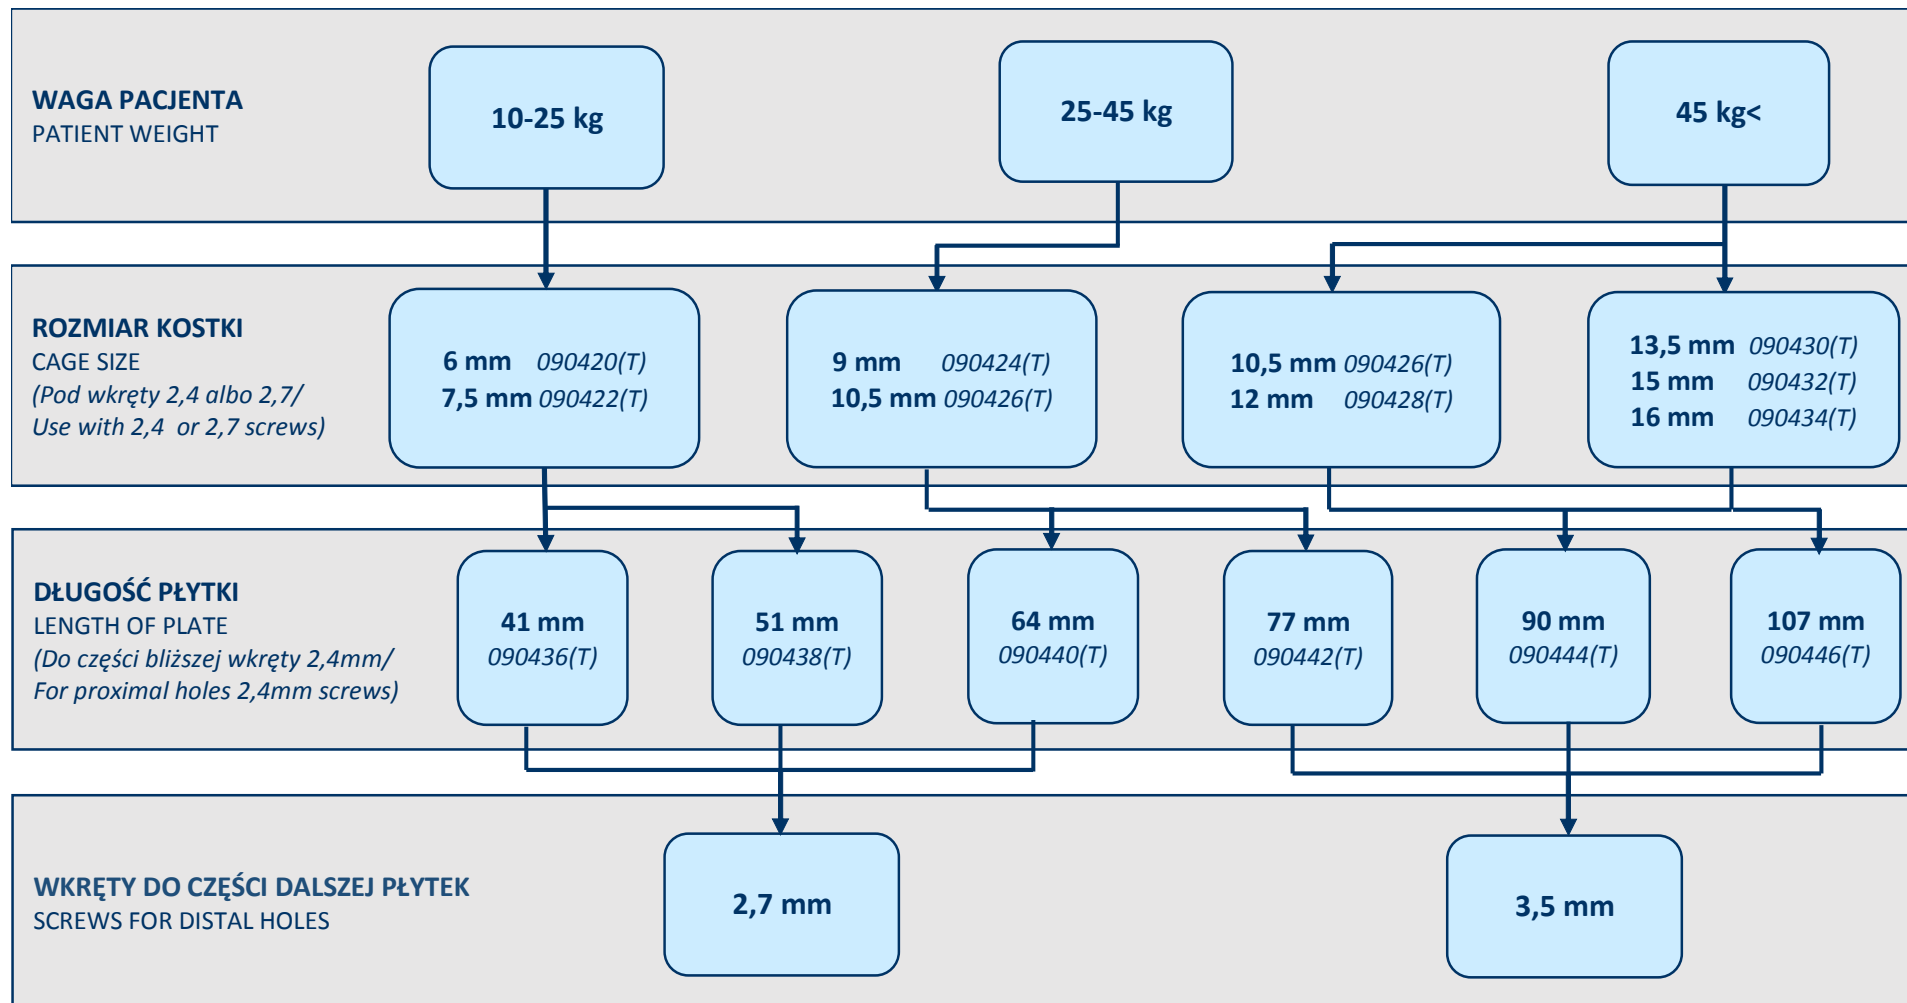 WAGA PACJENTA
PATIENT WEIGHT
10-25 kg
25-45 kg
45 kg<
ROZMIAR KOSTKI
CAGE SIZE
(Pod wkręty 2,4 albo 2,7/
Use with 2,4 or 2,7 screws)
6 mm 090420(T)
7,5 mm 090422(T)
9 mm 090424(T)
10,5 mm 090426(T)
10,5 mm 090426(T)
12 mm 090428(T)
13,5 mm 090430(T)
15 mm 090432(T)
16 mm 090434(T)
DŁUGOŚĆ PŁYTKI
LENGTH OF PLATE
(Do części bliższej wkręty 2,4mm/
For proximal holes 2,4mm screws)
41 mm
090436(T)
51 mm
090438(T)
64 mm
090440(T)
77 mm
090442(T)
90 mm
090444(T)
107 mm
090446(T)
WKRĘTY DO CZĘŚCI DALSZEJ PŁYTEK
SCREWS FOR DISTAL HOLES
2,7 mm
3,5 mm